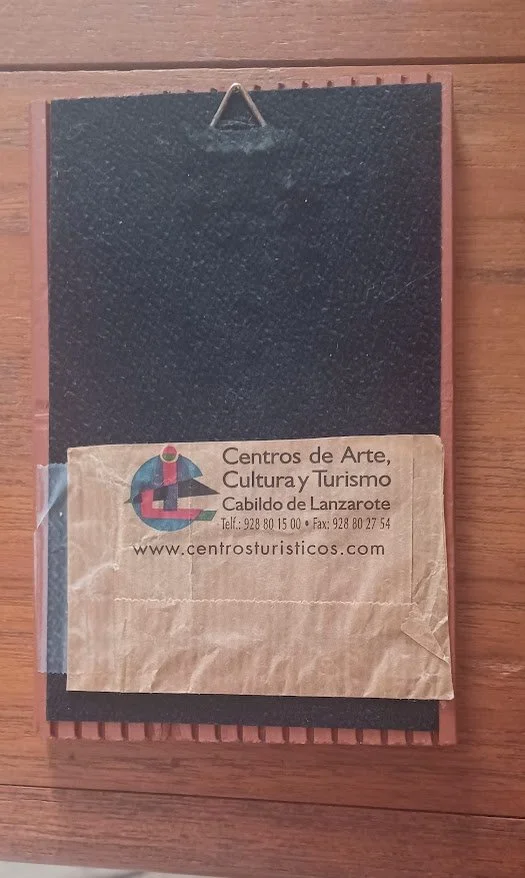 Centros de Arte,
Cultura y Turismo
Cabildo de Lanzarote
Telf.: 928 80 15 00 • Fax: 928 80 27 54
www.centrosturisticos.com